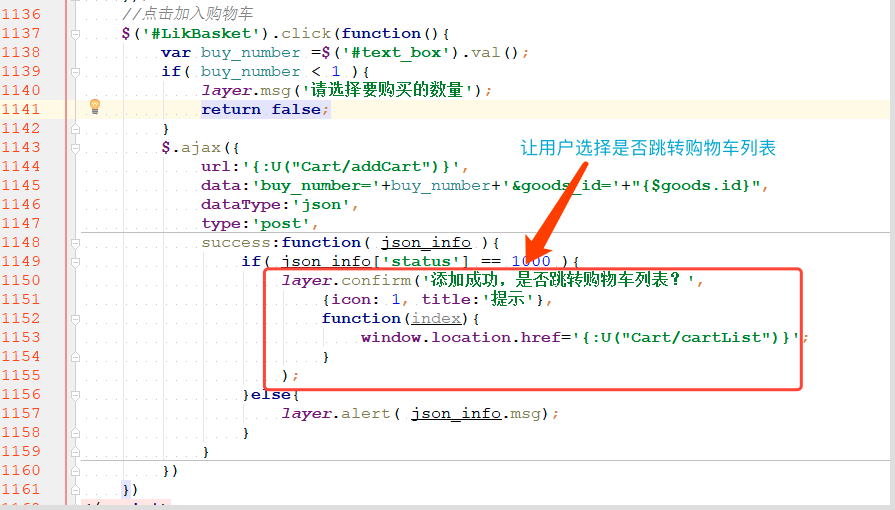 1136 //点击加入购物车
1137 $('#LikBasket').click(function(){
1138 var buy_number =$('#text_box').val();
1139 if( buy_number < 1 ){
1140 layer.msg('请选择要购买的数量');
1141 return false;
1142 }
1143 $.ajax({
让用户选择是否跳转购物车列表
1144 url:'{:U("Cart/addCart")}',
1145 data:'buy_number='+buy_number+'&goods_id='+"{$goods.id}",
1146 dataType:'json',
1147 type:'post',
1148 success:function( json_info ){
1149 if( json_info['status'] == 1000 ){
1150 layer.confirm('添加成功，是否跳转购物车列表？',
1151 {icon: 1, title:'提示'},
1152 function(index){
1153 window.location.href='{:U("Cart/cartList")}';
1154 }
1155 );
1156 }else{
1157 layer.alert( json_info.msg);
1158 }
1159 }
1160 })
1161 })